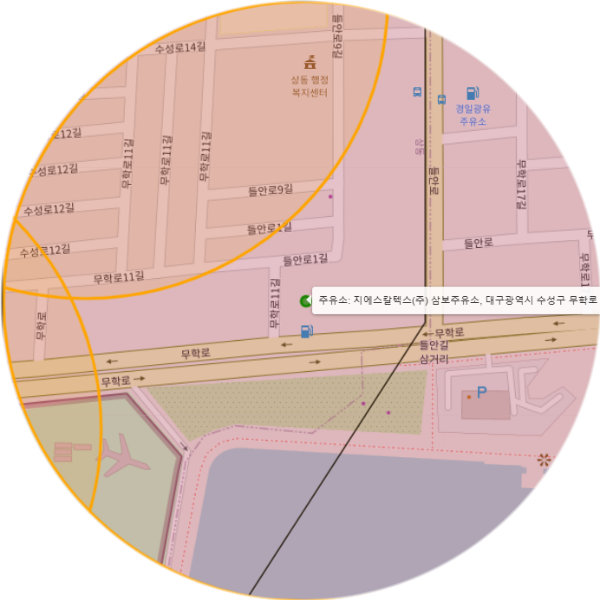 수성로14길
들안로9길
상동 행정
복지센터
경일광유
주유소
수성로12길
수성로12길
수성로12길
무학로11길
무학로11길
무학로11길
상동
들안로
무학로17길
들안로9길
들안로1길
들안로1길
들안로
무학로11길
무학로11길
무학로
주유소: 지에스칼텍스(주) 삼보주유소, 대구광역시 수성구 무학로
무학로
무학로
들안길
삼거리
무학로
P